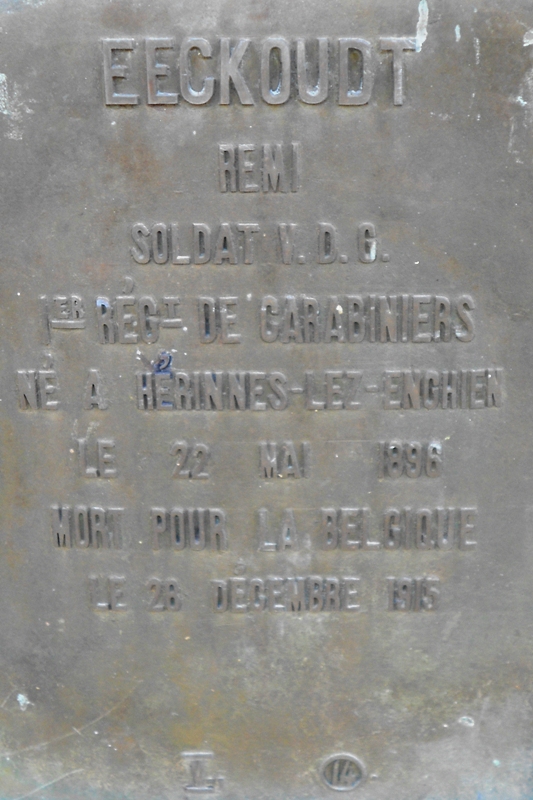 EECKOUDT
REMI
SOLDAT V.D.G.
1ER RÉGT DE CARABINIERS
NÉ A HÉRINNES-LEZ-ENGHIEN
LE 22 MAI 1896
MORT POUR LA BELGIQUE
LE 28 DÉCEMBRE 1915
14